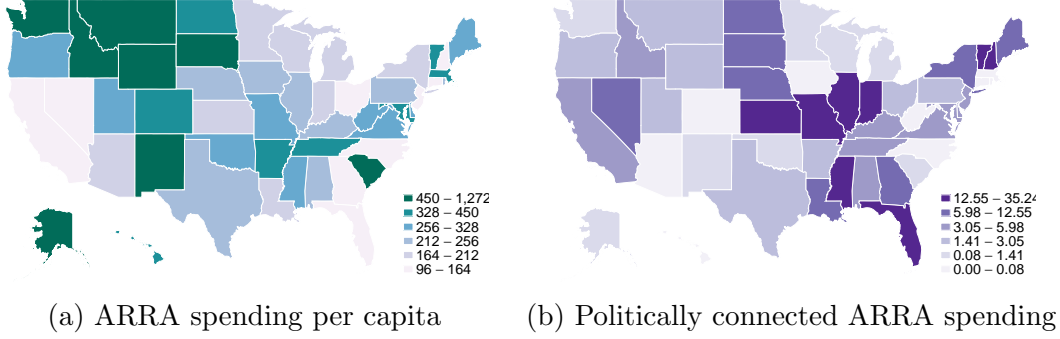 450 – 1,272
328 – 450
256 – 328
212 – 256
164 – 212
96 – 164
12.55 – 35.24
5.98 – 12.55
3.05 – 5.98
1.41 – 3.05
0.08 – 1.41
0.00 – 0.08
(a) ARRA spending per capita
(b) Politically connected ARRA spending